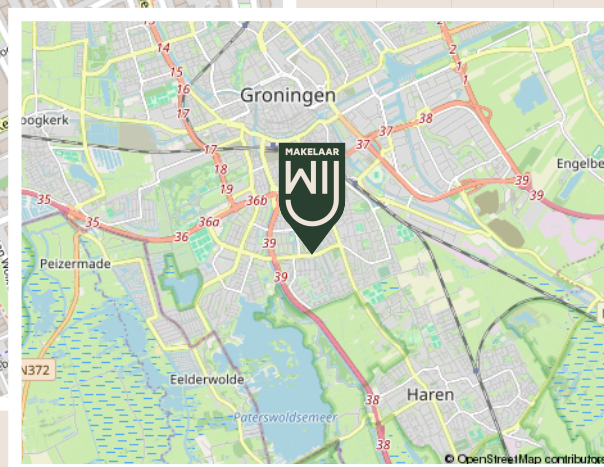 14
2
1
1
15
16
17
Groningen
oogkerk
38
37
37
17
MAKELAAR
WIJ
Engelbe
18
39
39
19
35
36b
35
36a
36
39
Peizermade
39
N372
Eelderwolde
Haren
38
Paterswoldsemeer
38
© OpenStreetMap contributors